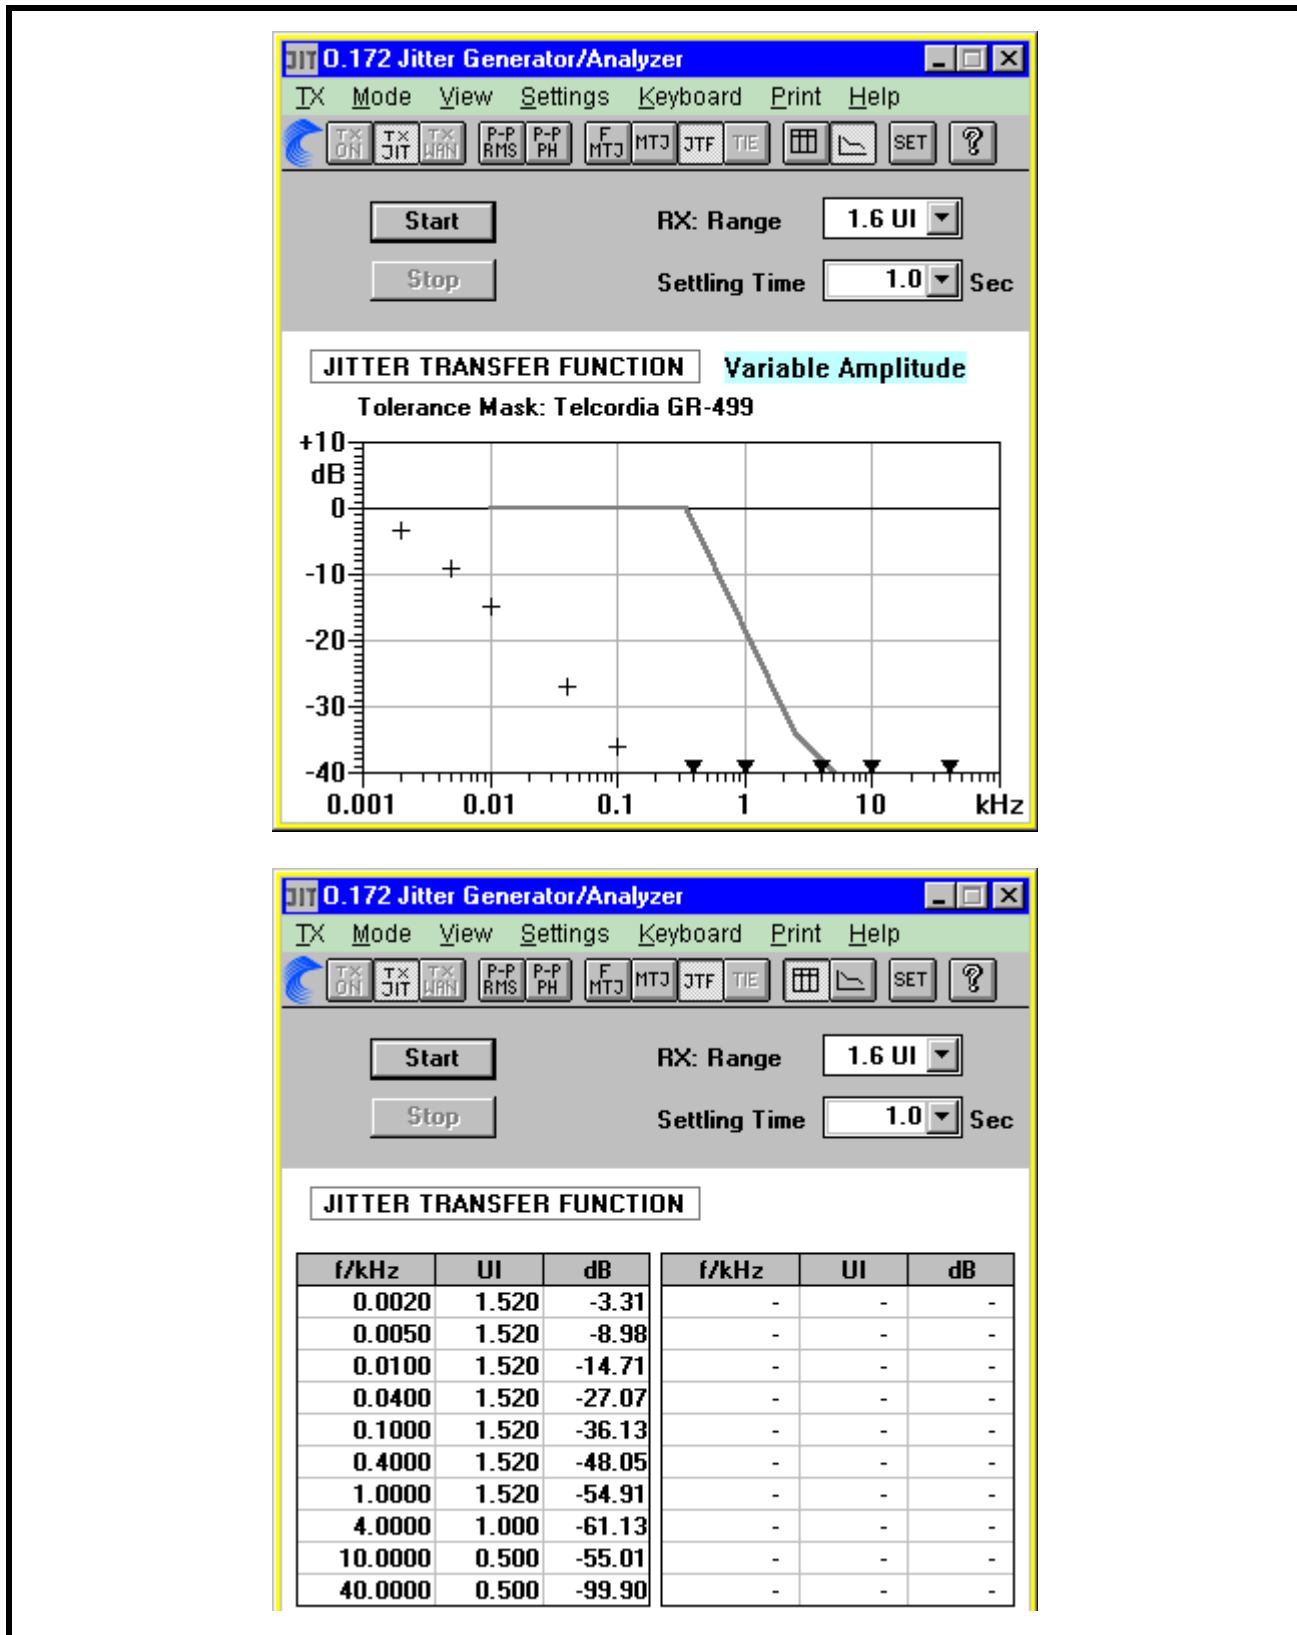 JIT O.172 Jitter Generator/Analyzer
TX Mode View Settings Keyboard Print Help
TX ON TX JIT TX WAN P-P RMS P-P PH F MTJ MTJ JTF TIE SET ?
Start RX: Range 1.6 UI
Stop Settling Time 1.0 Sec
JITTER TRANSFER FUNCTION Variable Amplitude
Tolerance Mask: Telcordia GR-499
+10
dB
0
-10
-20
-30
-40
0.001 0.01 0.1 1 10 kHz
JIT O.172 Jitter Generator/Analyzer
TX Mode View Settings Keyboard Print Help
TX ON TX JIT TX WAN P-P RMS P-P PH F MTJ MTJ JTF TIE SET ?
Start RX: Range 1.6 UI
Stop Settling Time 1.0 Sec
JITTER TRANSFER FUNCTION
f/kHz UI dB f/kHz UI dB
0.0020 1.520 -3.31 - - -
0.0050 1.520 -8.98 - - -
0.0100 1.520 -14.71 - - -
0.0400 1.520 -27.07 - - -
0.1000 1.520 -36.13 - - -
0.4000 1.520 -48.05 - - -
1.0000 1.520 -54.91 - - -
4.0000 1.000 -61.13 - - -
10.0000 0.500 -55.01 - - -
40.0000 0.500 -99.90 - - -